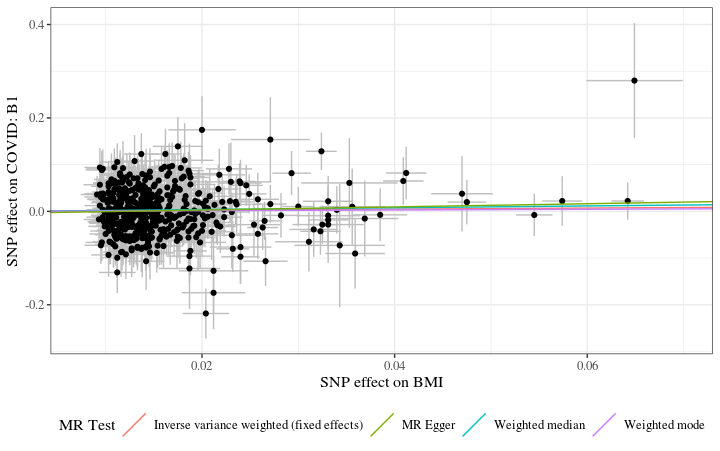 0.4
0.2
0.0
-0.2
SNP effect on COVID: B1
0.02
0.04
0.06
SNP effect on BMI
MR Test
Inverse variance weighted (fixed effects)
MR Egger
Weighted median
Weighted mode